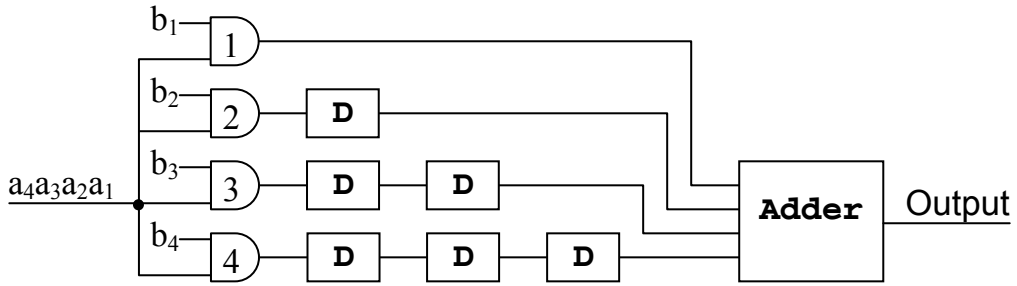 b₁
1
b₂
2
D
b₃
3
D D
a₄a₃a₂a₁
Adder
Output
b₄
4
D D D